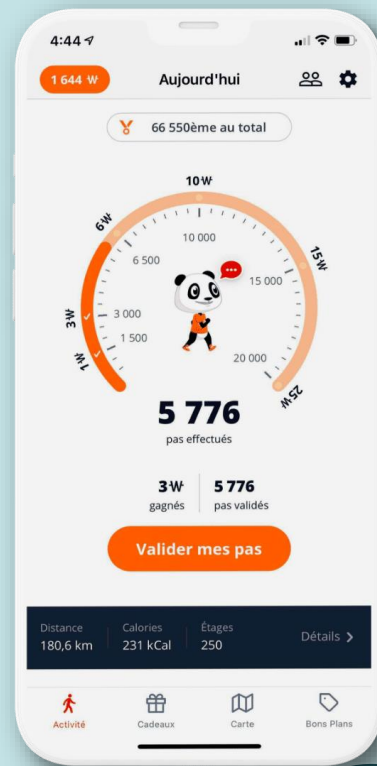 4:44
1 644 W
Aujourd'hui
66 550ème au total
10 W
6 W
15 W
3 W
1 W
25 W
10 000
6 500
15 000
3 000
1 500
20 000
5 776
pas effectués
3 W
gagnés
5 776
pas validés
Valider mes pas
Distance
180,6 km
Calories
231 kCal
Étages
250
Détails
Activité
Cadeaux
Carte
Bons Plans